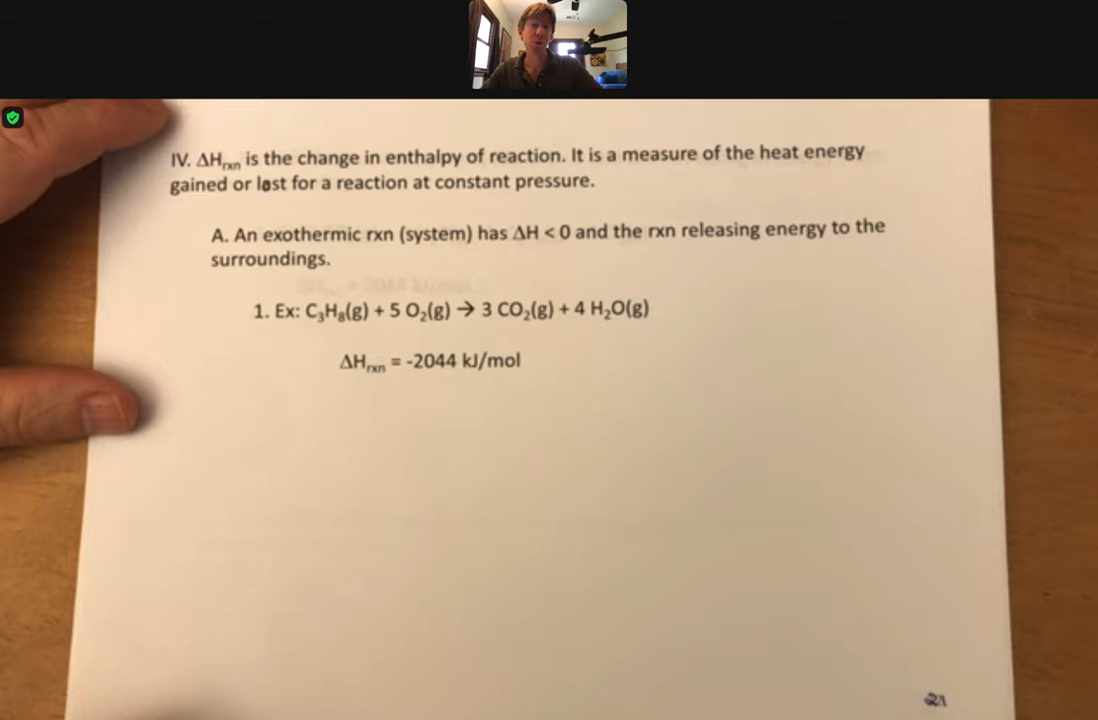 IV. ΔHrxn is the change in enthalpy of reaction. It is a measure of the heat energy
gained or lost for a reaction at constant pressure.
A. An exothermic rxn (system) has ΔH < 0 and the rxn releasing energy to the
surroundings.
1. Ex: C₃H₈(g) + 5 O₂(g) → 3 CO₂(g) + 4 H₂O(g)
ΔHrxn = -2044 kJ/mol